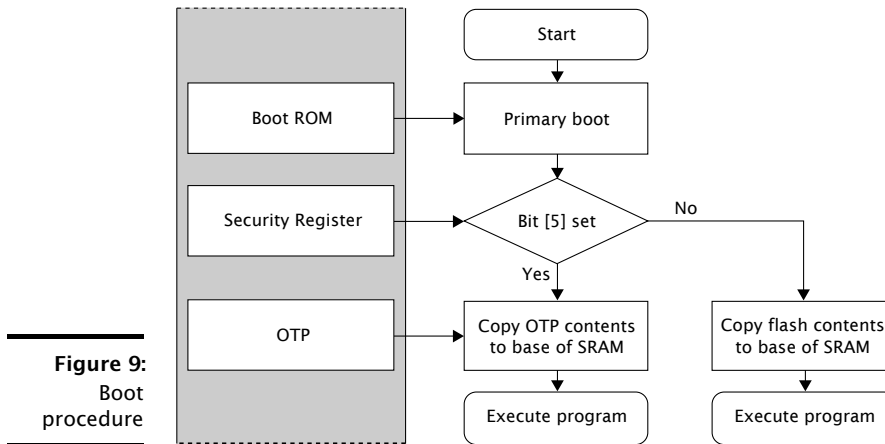 Start
Boot ROM
Primary boot
Security Register
Bit [5] set
No
Yes
OTP
Copy OTP contents
to base of SRAM
Copy flash contents
to base of SRAM
Execute program
Execute program
Figure 9:
Boot
procedure